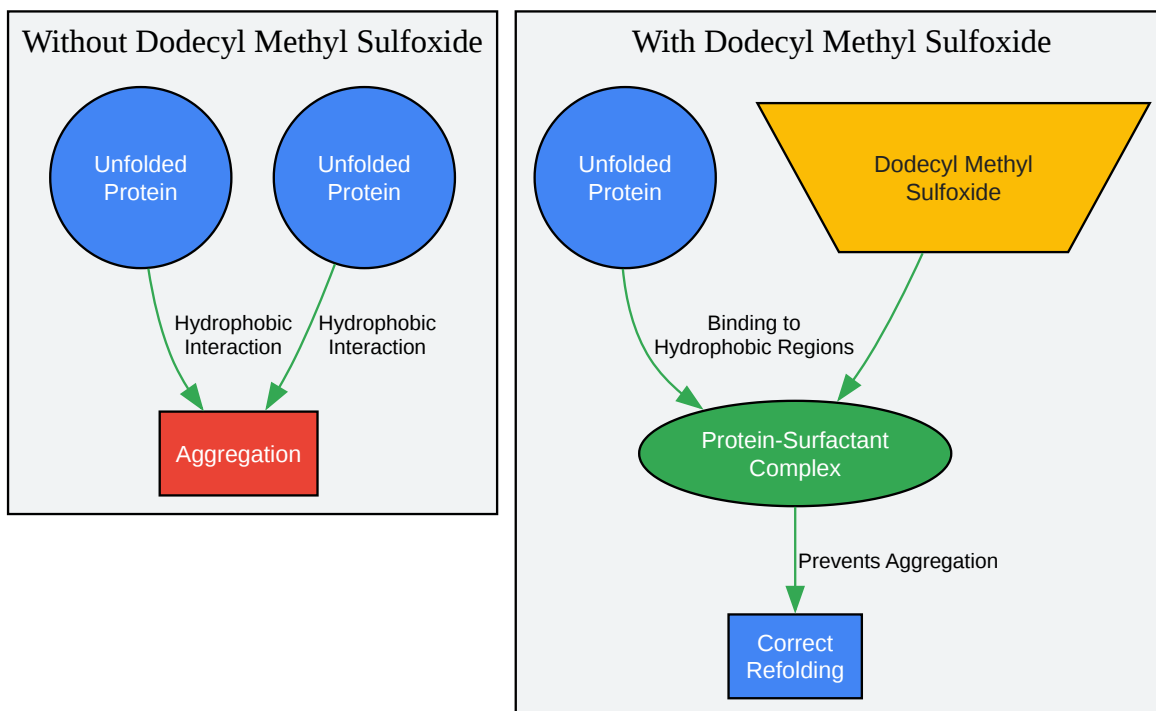 Without Dodecyl Methyl Sulfoxide
Unfolded
Protein
Unfolded
Protein
Hydrophobic
Interaction
Hydrophobic
Interaction
Aggregation
With Dodecyl Methyl Sulfoxide
Unfolded
Protein
Dodecyl Methyl
Sulfoxide
Binding to
Hydrophobic Regions
Protein-Surfactant
Complex
Prevents Aggregation
Correct
Refolding